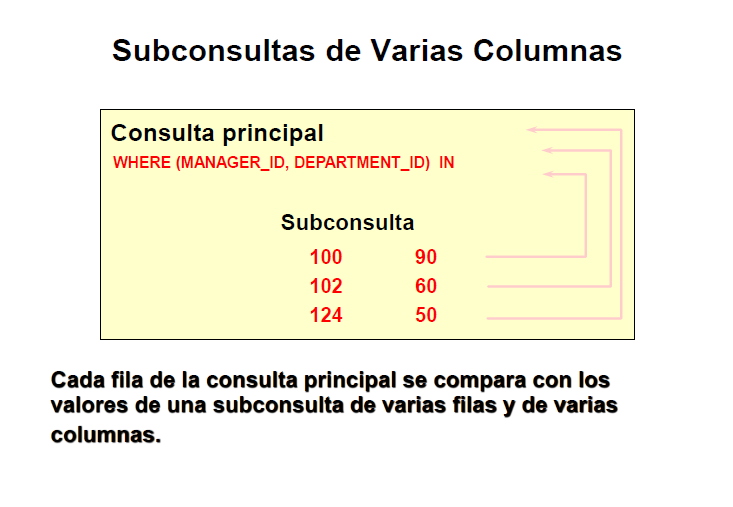 Subconsultas de Varias Columnas
Consulta principal
WHERE (MANAGER_ID, DEPARTMENT_ID) IN
Subconsulta
100 90
102 60
124 50
Cada fila de la consulta principal se compara con los
valores de una subconsulta de varias filas y de varias
columnas.